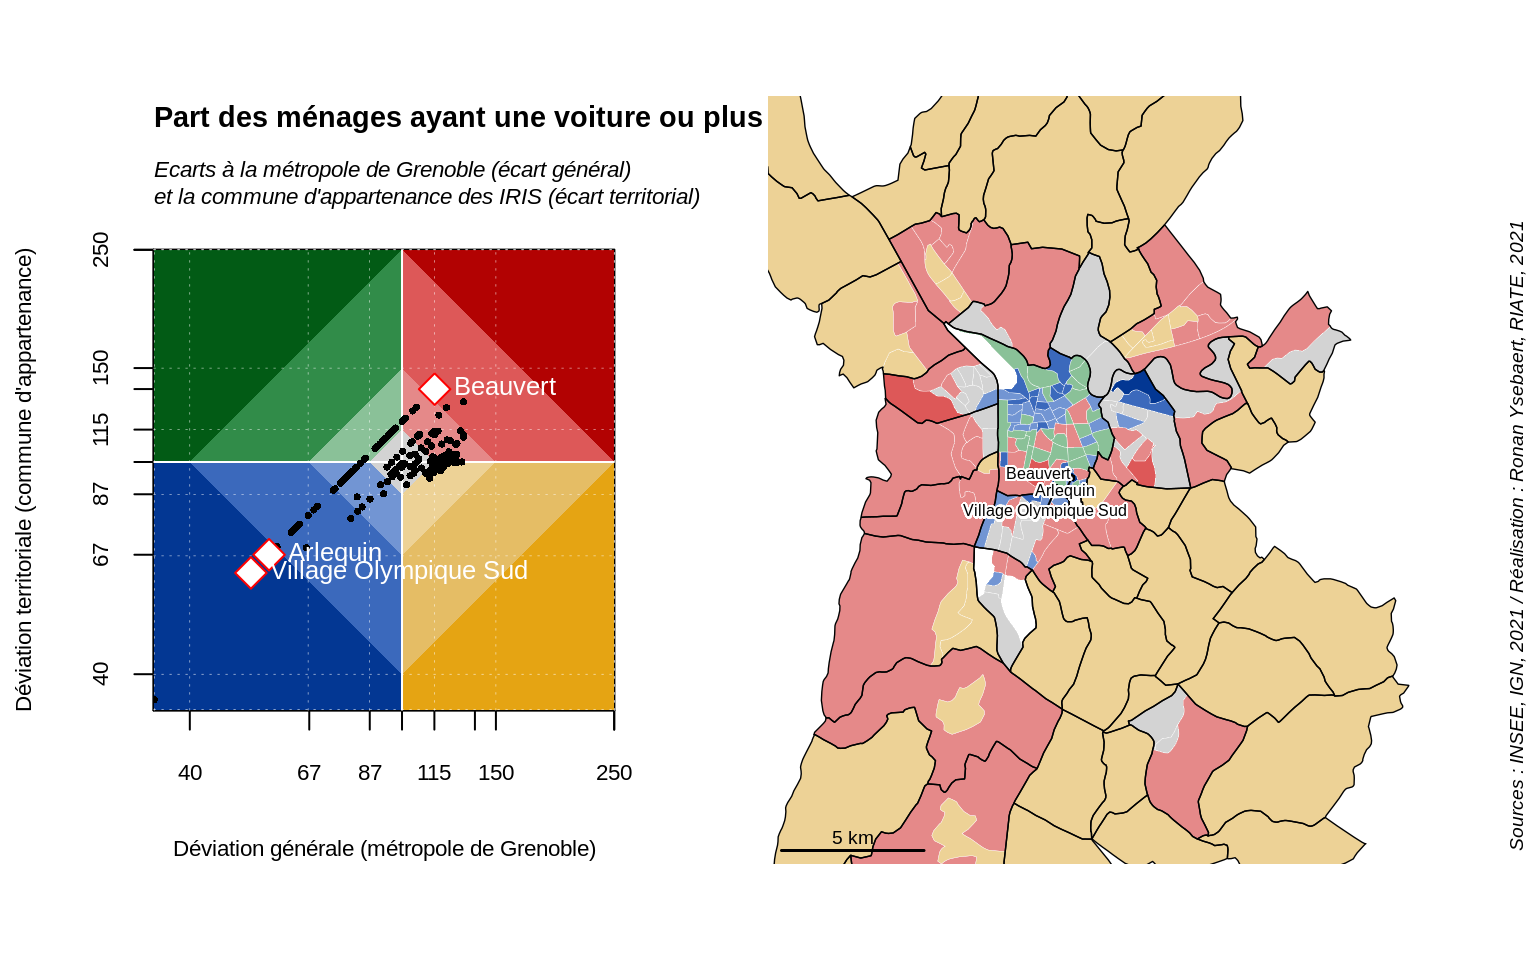 Part des ménages ayant une voiture ou plus
Ecarts à la métropole de Grenoble (écart général)
et la commune d'appartenance des IRIS (écart territorial)
Déviation territoriale (commune d'appartenance)
250
150
115
87
67
40
Beauvert
Arlequin
Village Olympique Sud
40
67
87
115
150
250
Déviation générale (métropole de Grenoble)
Beauvert
Arlequin
Village Olympique Sud
5 km
Sources : INSEE, IGN, 2021 / Réalisation : Ronan Ysebaert, RIATE, 2021